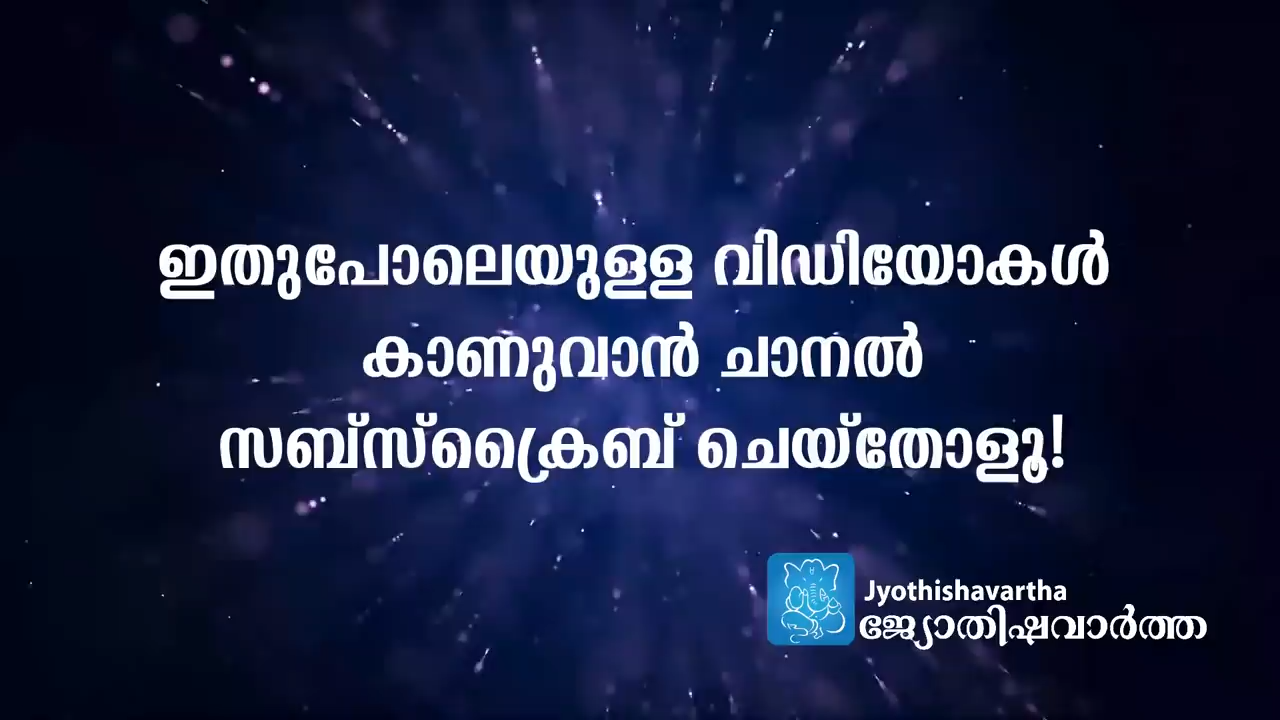 ഇതുപോലെയുള്ള വിഡിയോകൾ
കാണുവാൻ ചാനൽ
സബ്സ്ക്രൈബ് ചെയ്തോളൂ!
Jyothishavartha
ജ്യോതിഷവാർത്ത